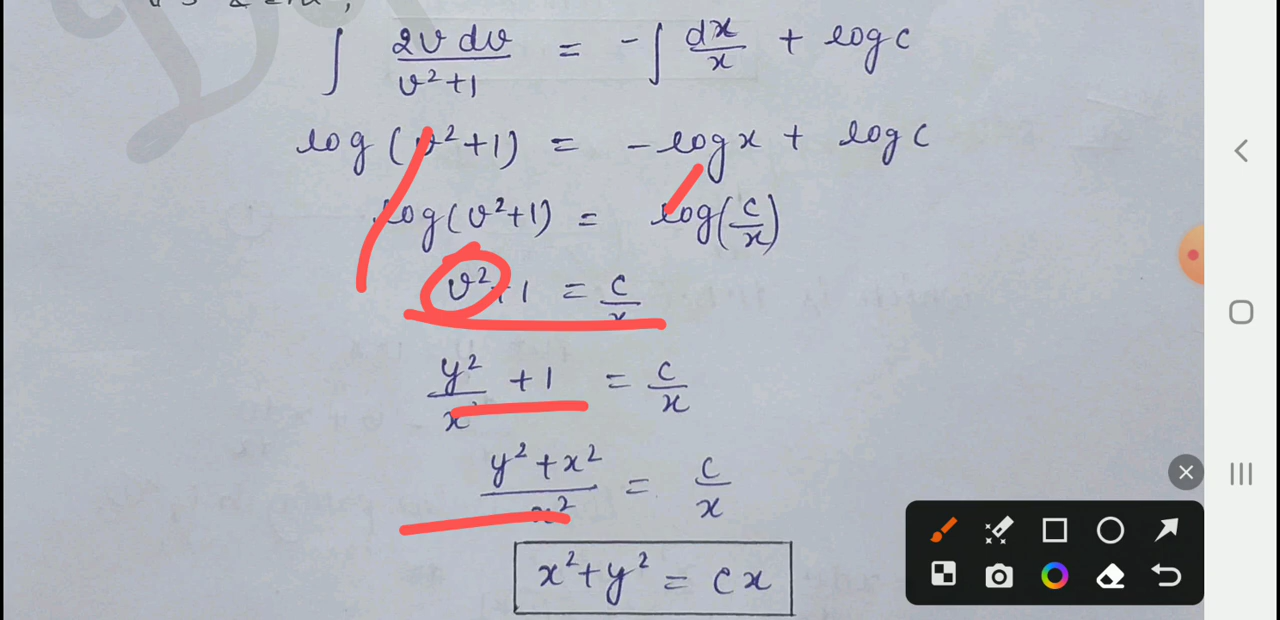 ∫ 2v dv / v²+1 = -∫ dx/x + log c
log (v²+1) = -log x + log c
log (v²+1) = log (c/x)
v²+1 = c/x
y²/x² + 1 = c/x
y²+x² / x² = c/x
x²+y² = cx